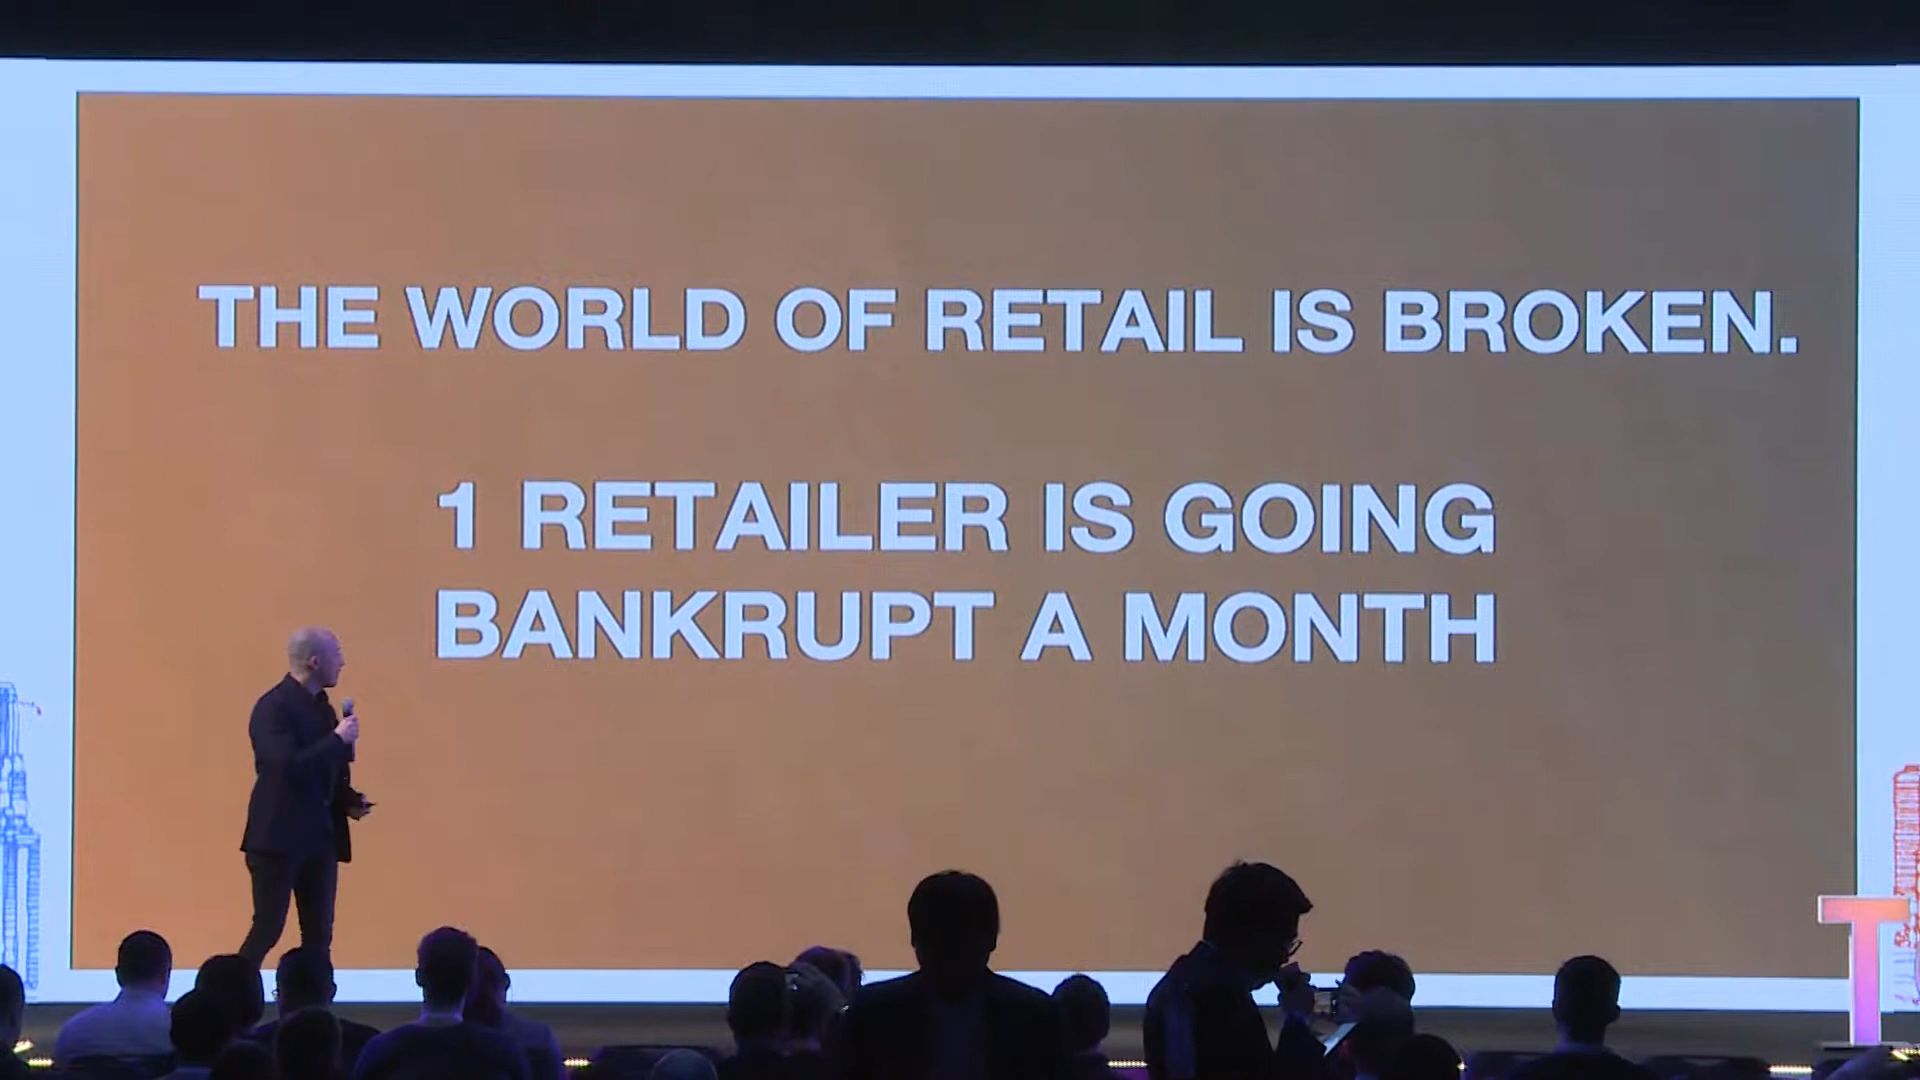 THE WORLD OF RETAIL IS BROKEN.
1 RETAILER IS GOING
BANKRUPT A MONTH
T